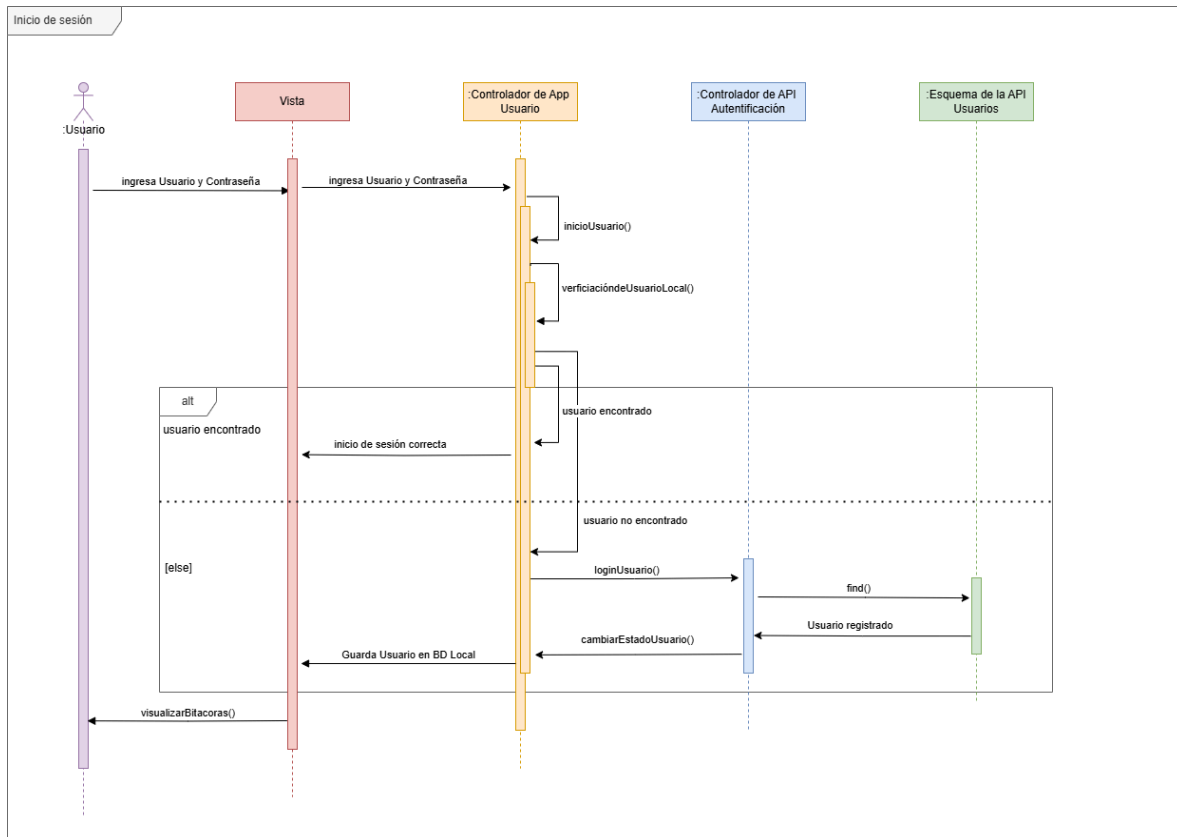 Inicio de sesión
:Usuario
Vista
:Controlador de App
Usuario
:Controlador de API
Autentificación
:Esquema de la API
Usuarios
ingresa Usuario y Contraseña
ingresa Usuario y Contraseña
inicioUsuario()
verficiacióndeUsuarioLocal()
alt
usuario encontrado
usuario encontrado
inicio de sesión correcta
usuario no encontrado
[else]
loginUsuario()
find()
Usuario registrado
cambiarEstadoUsuario()
Guarda Usuario en BD Local
visualizarBitacoras()